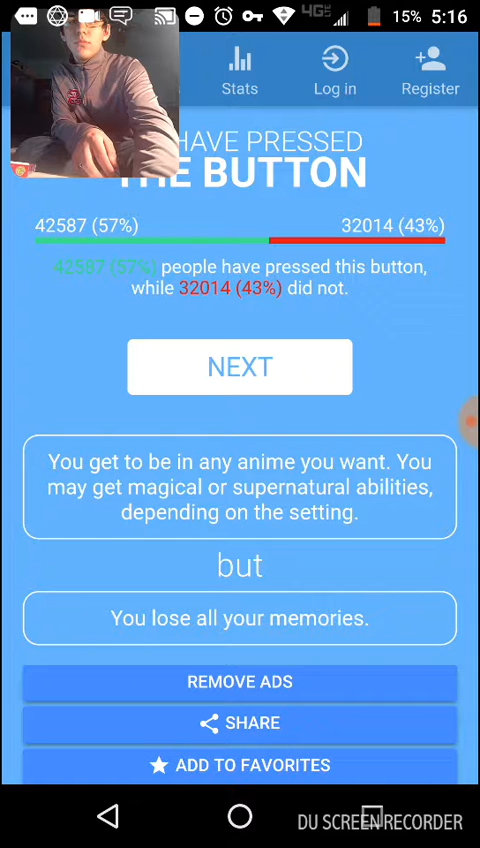 4G
15% 5:16
Stats
Log in
Register
HAVE PRESSED
THE BUTTON
42587 (57%)
32014 (43%)
42587 (57%) people have pressed this button,
while 32014 (43%) did not.
NEXT
You get to be in any anime you want. You
may get magical or supernatural abilities,
depending on the setting.
but
You lose all your memories.
REMOVE ADS
SHARE
ADD TO FAVORITES
DU SCREEN RECORDER